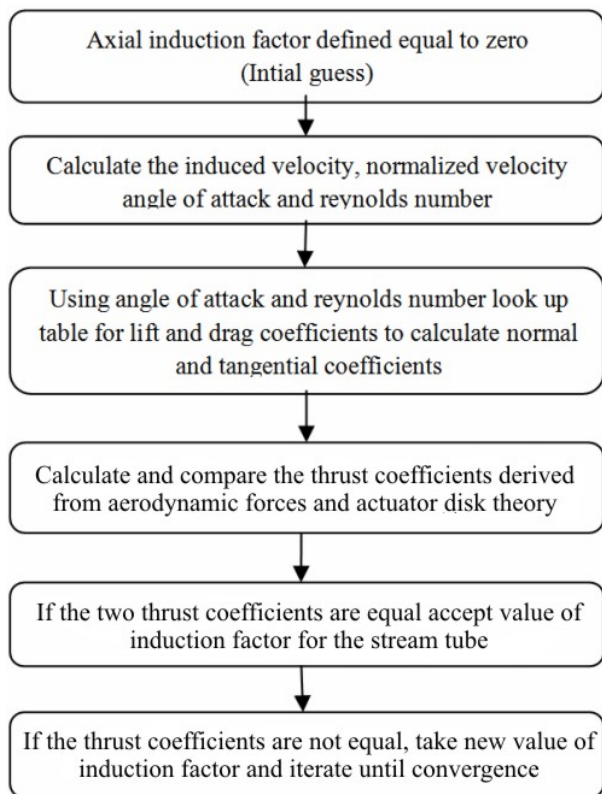 Axial induction factor defined equal to zero
(Intial guess)
Calculate the induced velocity, normalized velocity
angle of attack and reynolds number
Using angle of attack and reynolds number look up
table for lift and drag coefficients to calculate normal
and tangential coefficients
Calculate and compare the thrust coefficients derived
from aerodynamic forces and actuator disk theory
If the two thrust coefficients are equal accept value of
induction factor for the stream tube
If the thrust coefficients are not equal, take new value of
induction factor and iterate until convergence